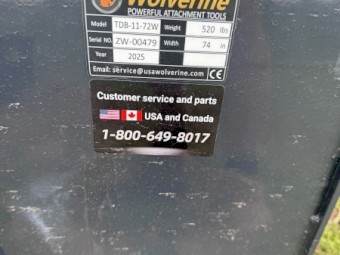 Wolverine
POWERFUL ATTACHMENT TOOLS
Model TDB-11-72W Weight 520 lbs
Serial NO. ZW-00479 Width 74 in
Year 2025
Email: service@usawolverine.com CE
Customer service and parts
USA and Canada
1-800-649-8017